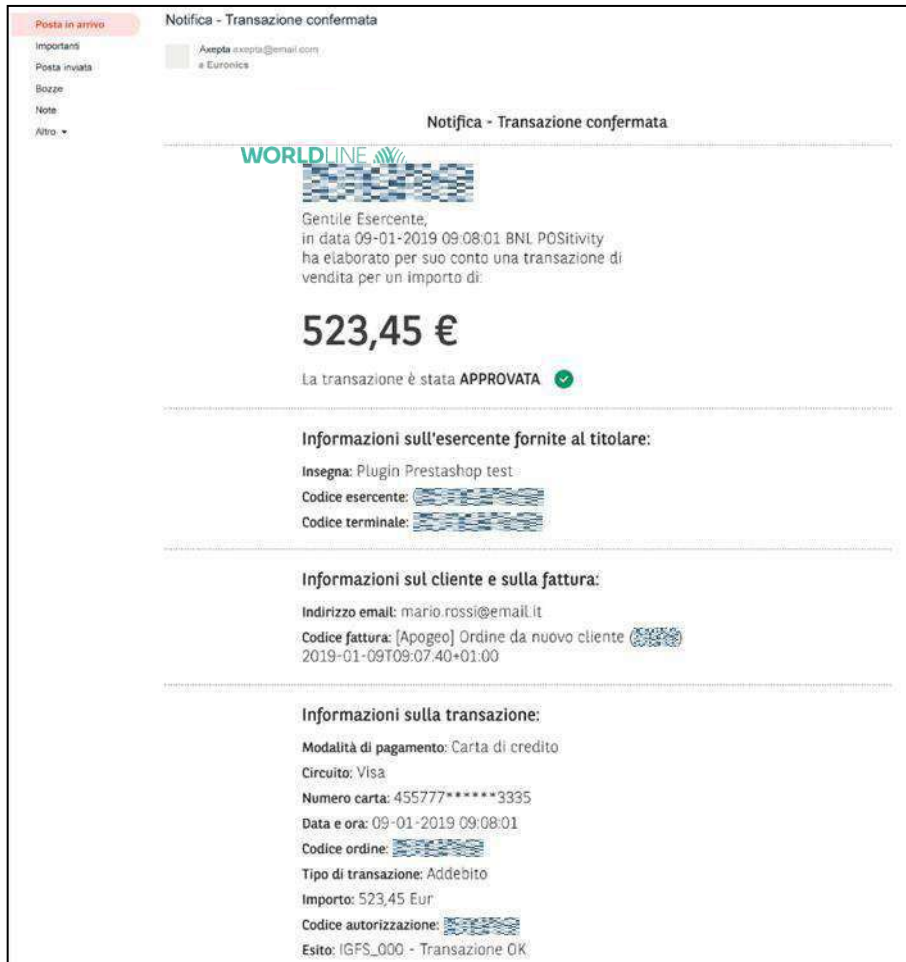 Posta in arrivo
Importanti
Posta inviata
Bozze
Note
Altro
Notifica - Transazione confermata
Axepta axepta@email.com
a Euronics
Notifica - Transazione confermata
WORLDLINE
Gentile Esercente,
in data 09-01-2019 09:08:01 BNL POSitivity
ha elaborato per suo conto una transazione di
vendita per un importo di:
523,45 €
La transazione è stata APPROVATA
Informazioni sull'esercente fornite al titolare:
Insegna: Plugin Prestashop test
Codice esercente: (
Codice terminale:
Informazioni sul cliente e sulla fattura:
Indirizzo email: mario.rossi@email.it
Codice fattura: [Apogeo] Ordine da nuovo cliente ( )
2019-01-09T09:07:40+01:00
Informazioni sulla transazione:
Modalità di pagamento: Carta di credito
Circuito: Visa
Numero carta: 455777******3335
Data e ora: 09-01-2019 09:08:01
Codice ordine:
Tipo di transazione: Addebito
Importo: 523,45 Eur
Codice autorizzazione:
Esito: IGFS_000 - Transazione OK